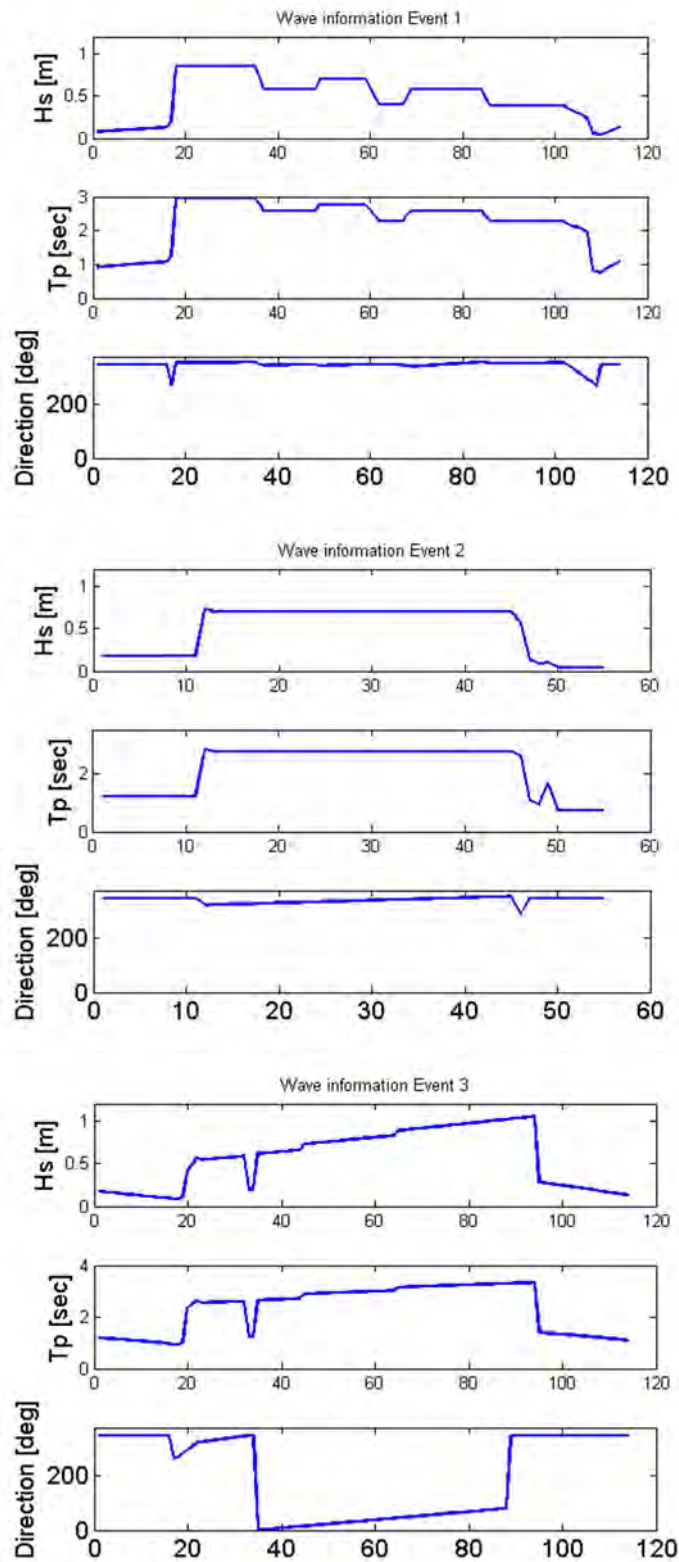 Wave information Event 1
Hs [m]
1
0.5
0
0 20 40 60 80 100 120
Tp [sec]
3
2
1
0
0 20 40 60 80 100 120
Direction [deg]
200
0
0 20 40 60 80 100 120
Wave information Event 2
Hs [m]
1
0.5
0
0 10 20 30 40 50 60
Tp [sec]
2
0
0 10 20 30 40 50 60
Direction [deg]
200
0
0 10 20 30 40 50 60
Wave information Event 3
Hs [m]
1
0.5
0
0 20 40 60 80 100 120
Tp [sec]
4
2
0
0 20 40 60 80 100 120
Direction [deg]
200
0
0 20 40 60 80 100 120